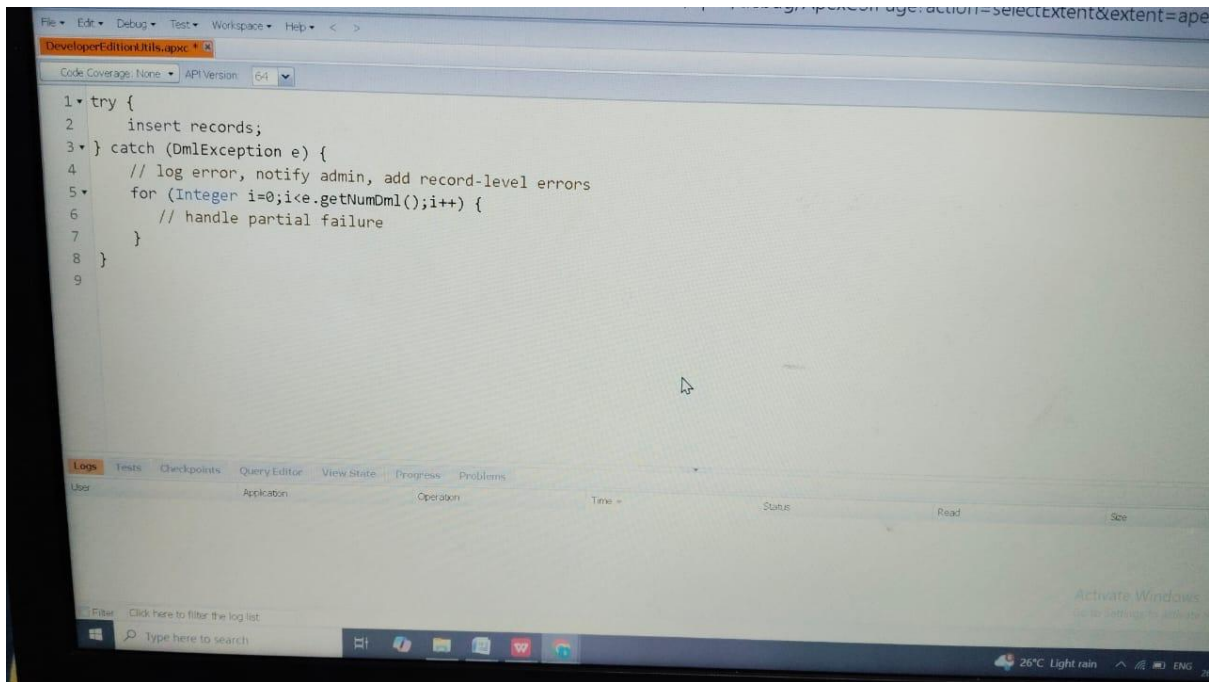 action=selectExtent&extent=ape
File Edit Debug Test Workspace Help < >
DeveloperEditionUtils.apxc *
Code Coverage: None API Version: 64
1 try {
2 insert records;
3 } catch (DmlException e) {
4 // log error, notify admin, add record-level errors
5 for (Integer i=0;i<e.getNumDml();i++) {
6 // handle partial failure
7 }
8 }
9
Logs Tests Checkpoints Query Editor View State Progress Problems
User Application Operation Time Status Read Size
Activate Windows
Filter Click here to filter the log list
Type here to search
26°C Light rain ENG